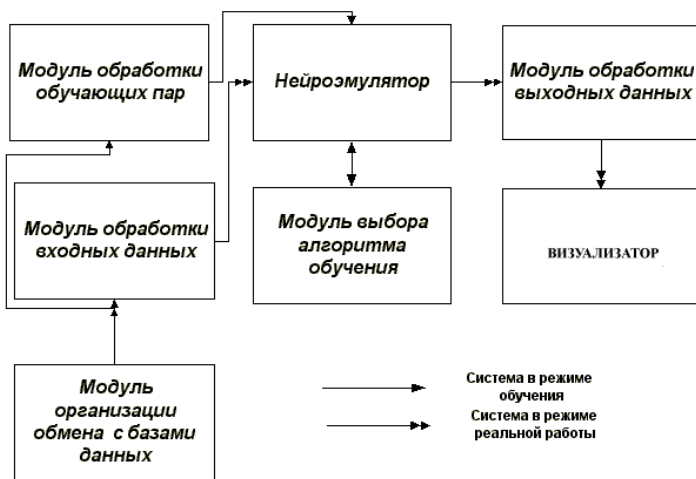 Модуль обработки
обучающих пар
Нейроэмулятор
Модуль обработки
выходных данных
Модуль обработки
входных данных
Модуль выбора
алгоритма
обучения
ВИЗУАЛИЗАТОР
Модуль
организации
обмена с базами
данных
Система в режиме
обучения
Система в режиме
реальной работы